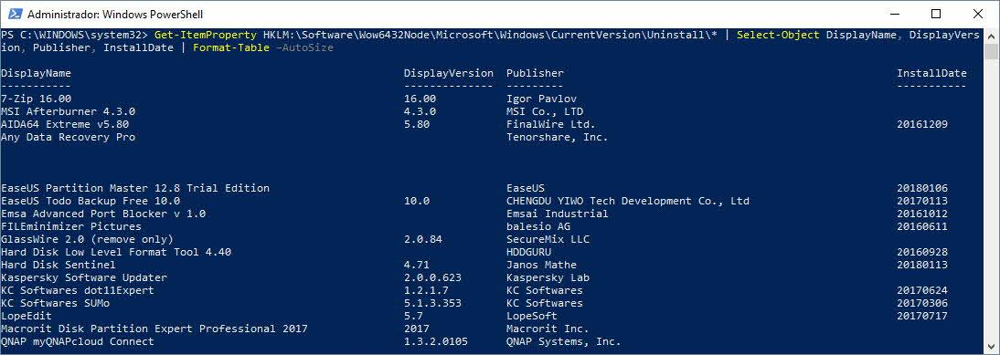 Administrador: Windows PowerShell
PS C:\WINDOWS\system32> Get-ItemProperty HKLM:\Software\Wow6432Node\Microsoft\Windows\CurrentVersion\Uninstall\* | Select-Object DisplayName, DisplayVers
ion, Publisher, InstallDate | Format-Table -AutoSize
DisplayName DisplayVersion Publisher InstallDate
----------- -------------- --------- -----------
7-Zip 16.00 16.00 Igor Pavlov
MSI Afterburner 4.3.0 4.3.0 MSI Co., LTD
AIDA64 Extreme v5.80 5.80 FinalWire Ltd. 20161209
Any Data Recovery Pro Tenorshare, Inc.
EaseUS Partition Master 12.8 Trial Edition EaseUS 20180106
EaseUS Todo Backup Free 10.0 10.0 CHENGDU YIWO Tech Development Co., Ltd 20170113
Emsa Advanced Port Blocker v 1.0 Emsai Industrial 20161012
FILEminimizer Pictures balesio AG 20160611
GlassWire 2.0 (remove only) 2.0.84 SecureMix LLC
Hard Disk Low Level Format Tool 4.40 HDDGURU 20160928
Hard Disk Sentinel 4.71 Janos Mathe 20180113
Kaspersky Software Updater 2.0.0.623 Kaspersky Lab
KC Softwares dot11Expert 1.2.1.7 KC Softwares 20170624
KC Softwares SUMo 5.1.3.353 KC Softwares 20170306
LopeEdit 5.7 LopeSoft 20170717
Macrorit Disk Partition Expert Professional 2017 2017 Macrorit Inc.
QNAP myQNAPcloud Connect 1.3.2.0105 QNAP Systems, Inc.